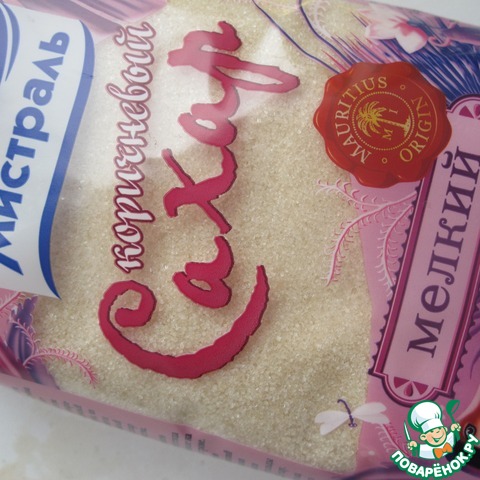 Мистраль
коричневый
Сахар
MAURITIUS
M I
ORIGIN
мелкий
ПОВАРЁНОК.РУ